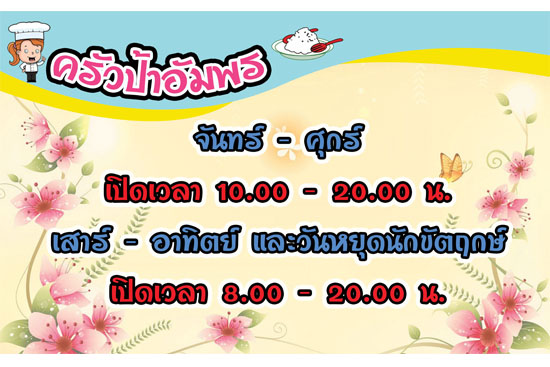 ครัวป้าอัมพร
จันทร์ - ศุกร์
เปิดเวลา 10.00 - 20.00 น.
เสาร์ - อาทิตย์ และวันหยุดนักขัตฤกษ์
เปิดเวลา 8.00 - 20.00 น.